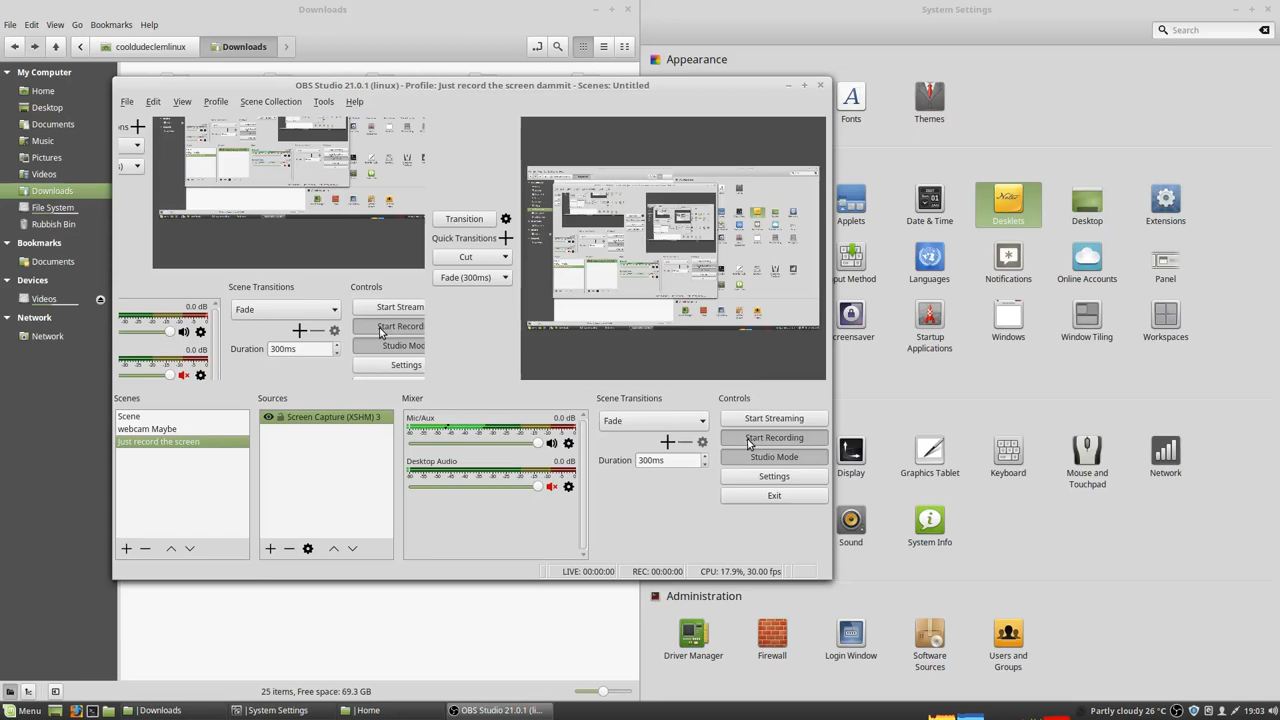 Downloads
File Edit View Go Bookmarks Help
cooldudeclemlinux Downloads
My Computer
Home
Desktop
Documents
Music
Pictures
Videos
Downloads
File System
Rubbish Bin
Bookmarks
Documents
Devices
Videos
Network
Network
25 items, Free space: 69.3 GB
System Settings
Search
Appearance
Fonts
Themes
Applets
Date & Time
Desklets
Desktop
Extensions
Languages
Notifications
Online Accounts
Panel
Startup Applications
Windows
Window Tiling
Workspaces
Display
Graphics Tablet
Keyboard
Mouse and Touchpad
Network
Sound
System Info
Administration
Driver Manager
Firewall
Login Window
Software Sources
Users and Groups
OBS Studio 21.0.1 (linux) - Profile: Just record the screen dammit - Scenes: Untitled
File Edit View Profile Scene Collection Tools Help
Transition
Quick Transitions
Cut
Fade (300ms)
Scene Transitions
Controls
0.0 dB
Fade
Start Stream
Start Record
0.0 dB
Duration 300ms
Studio Mod
Settings
Scenes
Sources
Mixer
Scene Transitions
Controls
Scene
webcam Maybe
Just record the screen
Screen Capture (XSHM) 3
Mic/Aux 0.0 dB
Desktop Audio 0.0 dB
Fade
Duration 300ms
Start Streaming
Start Recording
Studio Mode
Settings
Exit
LIVE: 00:00:00 REC: 00:00:00 CPU: 17.9%, 30.00 fps
Menu Downloads System Settings Home OBS Studio 21.0.1 (li... Partly cloudy 26 °C 19:03